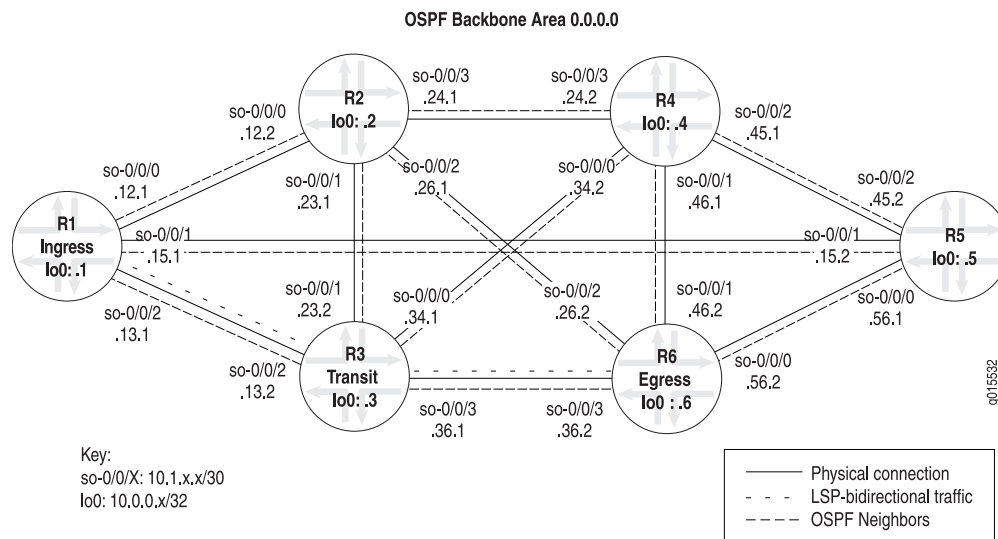 OSPF Backbone Area 0.0.0.0
so-0/0/3
.24.1
so-0/0/3
.24.2
R2
lo0: .2
R4
lo0: .4
so-0/0/0
.12.2
so-0/0/2
.45.1
so-0/0/0
.12.1
so-0/0/1
.23.1
so-0/0/2
.26.1
so-0/0/0
.34.2
so-0/0/1
.46.1
so-0/0/2
.45.2
R1
Ingress
lo0: .1
so-0/0/1
.15.1
so-0/0/1
.15.2
R5
lo0: .5
so-0/0/2
.13.1
so-0/0/1
.23.2
so-0/0/0
.34.1
so-0/0/2
.26.2
so-0/0/1
.46.2
so-0/0/0
.56.1
so-0/0/2
.13.2
R3
Transit
lo0: .3
R6
Egress
lo0 : .6
so-0/0/0
.56.2
so-0/0/3
.36.1
so-0/0/3
.36.2
g015532
Key:
so-0/0/X: 10.1.x.x/30
lo0: 10.0.0.x/32
Physical connection
LSP-bidirectional traffic
OSPF Neighbors